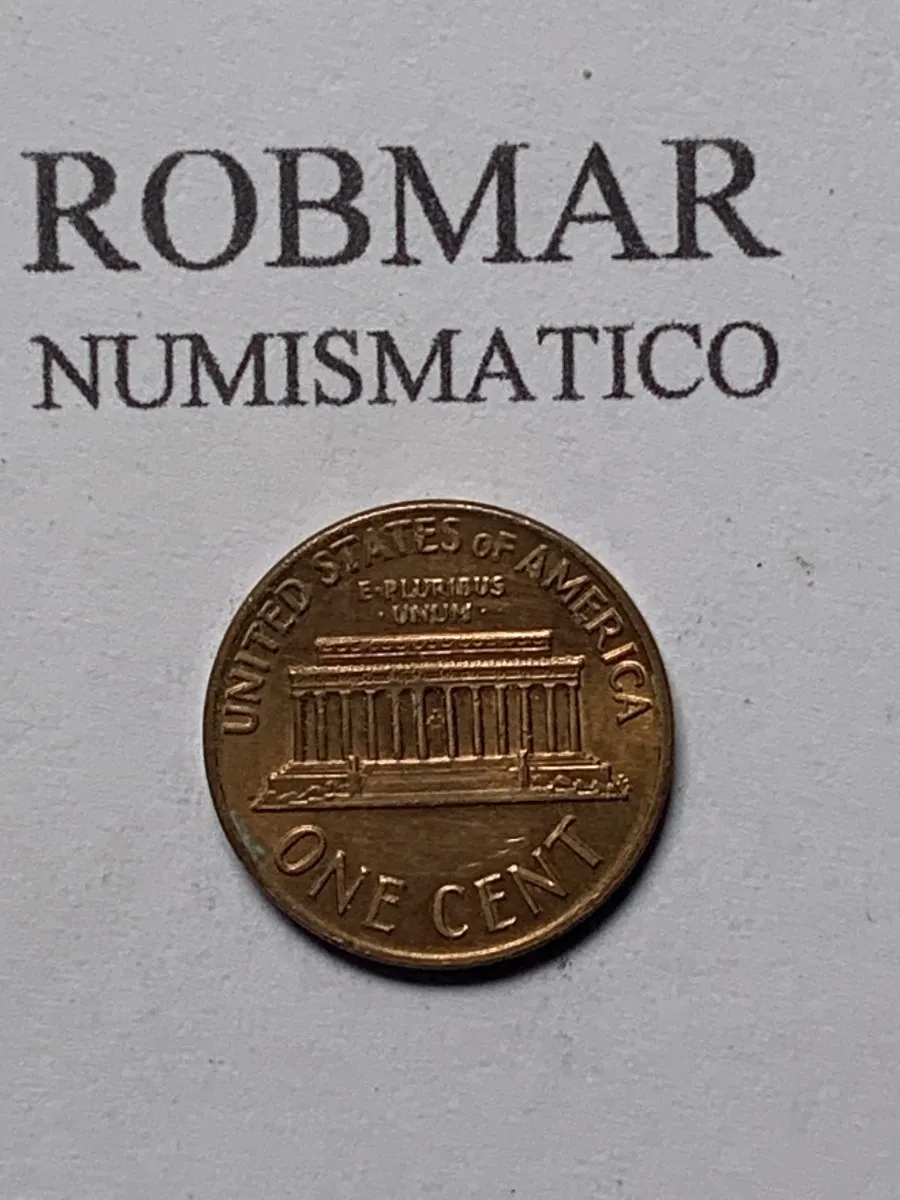 ROBMAR
NUMISMATICO
UNITED STATES OF AMERICA
E·PLURIBUS
·UNUM·
ONE CENT